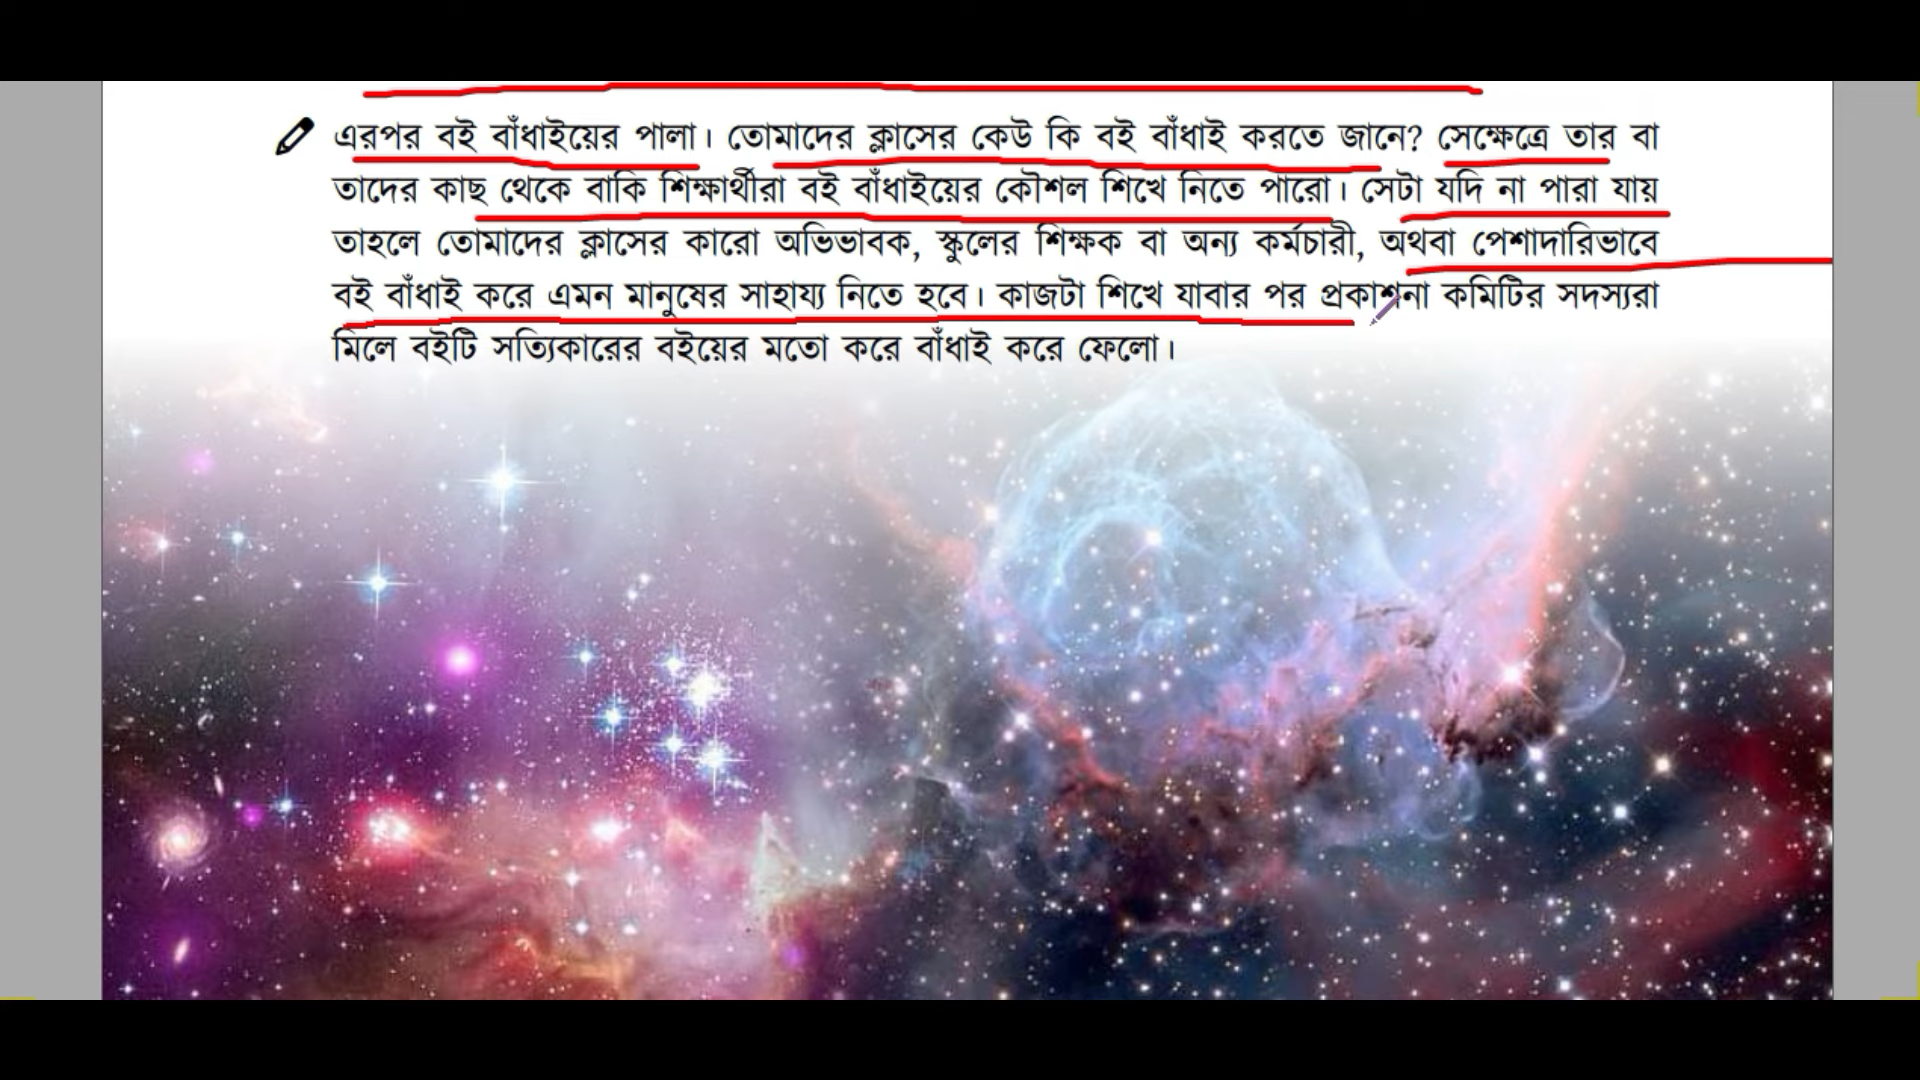 এরপর বই বাঁধাইয়ের পালা। তোমাদের ক্লাসের কেউ কি বই বাঁধাই করতে জানে? সেক্ষেত্রে তার বা
তাদের কাছ থেকে বাকি শিক্ষার্থীরা বই বাঁধাইয়ের কৌশল শিখে নিতে পারো। সেটা যদি না পারা যায়
তাহলে তোমাদের ক্লাসের কারো অভিভাবক, স্কুলের শিক্ষক বা অন্য কর্মচারী, অথবা পেশাদারিভাবে
বই বাঁধাই করে এমন মানুষের সাহায্য নিতে হবে। কাজটা শিখে যাবার পর প্রকাশনা কমিটির সদস্যরা
মিলে বইটি সত্যিকারের বইয়ের মতো করে বাঁধাই করে ফেলো।